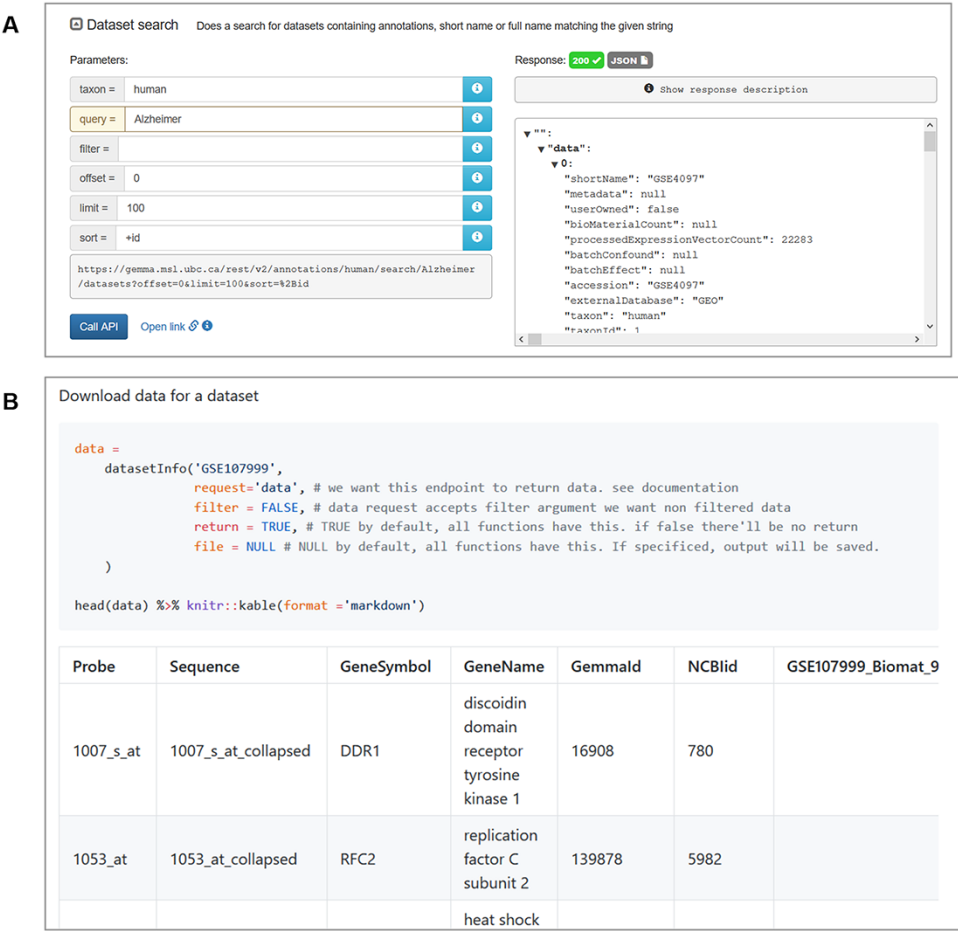 A
Dataset search Does a search for datasets containing annotations, short name or full name matching the given string
Parameters:
taxon = human
query = Alzheimer
filter =
offset = 0
limit = 100
sort = +id
https://gemma.msl.ubc.ca/rest/v2/annotations/human/search/Alzheimer
/datasets?offset=0&limit=100&sort=%2Bid
Call API Open link
Response: 200 JSON
Show response description
"":
"data":
0:
"shortName": "GSE4097"
"metadata": null
"userOwned": false
"bioMaterialCount": null
"processedExpressionVectorCount": 22283
"batchConfound": null
"batchEffect": null
"accession": "GSE4097"
"externalDatabase": "GEO"
"taxon": "human"
"taxonId": 1
B
Download data for a dataset
data =
datasetInfo('GSE107999',
request='data', # we want this endpoint to return data. see documentation
filter = FALSE, # data request accepts filter argument we want non filtered data
return = TRUE, # TRUE by default, all functions have this. if false there'll be no return
file = NULL # NULL by default, all functions have this. If specificed, output will be saved.
)
head(data) %>% knitr::kable(format ='markdown')
Probe Sequence GeneSymbol GeneName GemmaId NCBIid GSE107999_Biomat_9
discoidin
domain
1007_s_at 1007_s_at_collapsed DDR1 receptor 16908 780
tyrosine
kinase 1
replication
1053_at 1053_at_collapsed RFC2 factor C 139878 5982
subunit 2
heat shock